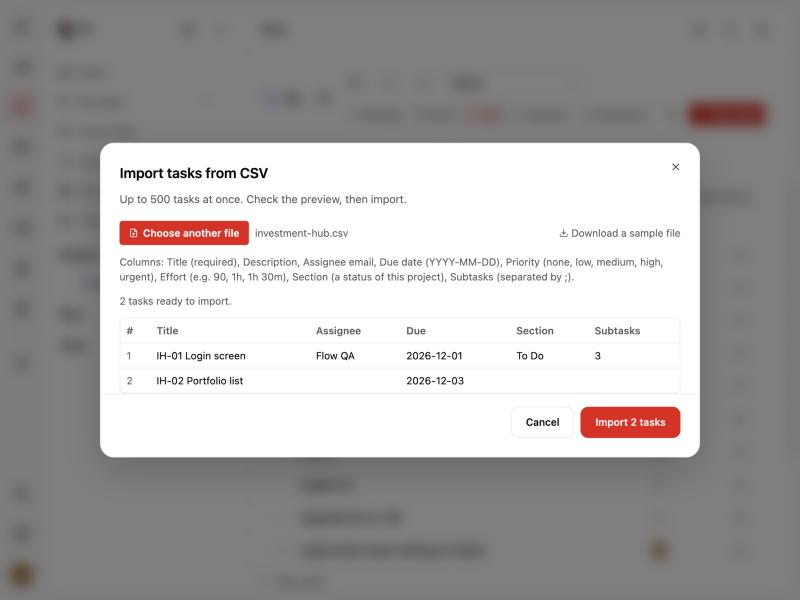 Import tasks from CSV
Up to 500 tasks at once. Check the preview, then import.
Choose another file investment-hub.csv Download a sample file
Columns: Title (required), Description, Assignee email, Due date (YYYY-MM-DD), Priority (none, low, medium, high,
urgent), Effort (e.g. 90, 1h, 1h 30m), Section (a status of this project), Subtasks (separated by ;).
2 tasks ready to import.
# Title Assignee Due Section Subtasks
1 IH-01 Login screen Flow QA 2026-12-01 To Do 3
2 IH-02 Portfolio list 2026-12-03
Cancel Import 2 tasks